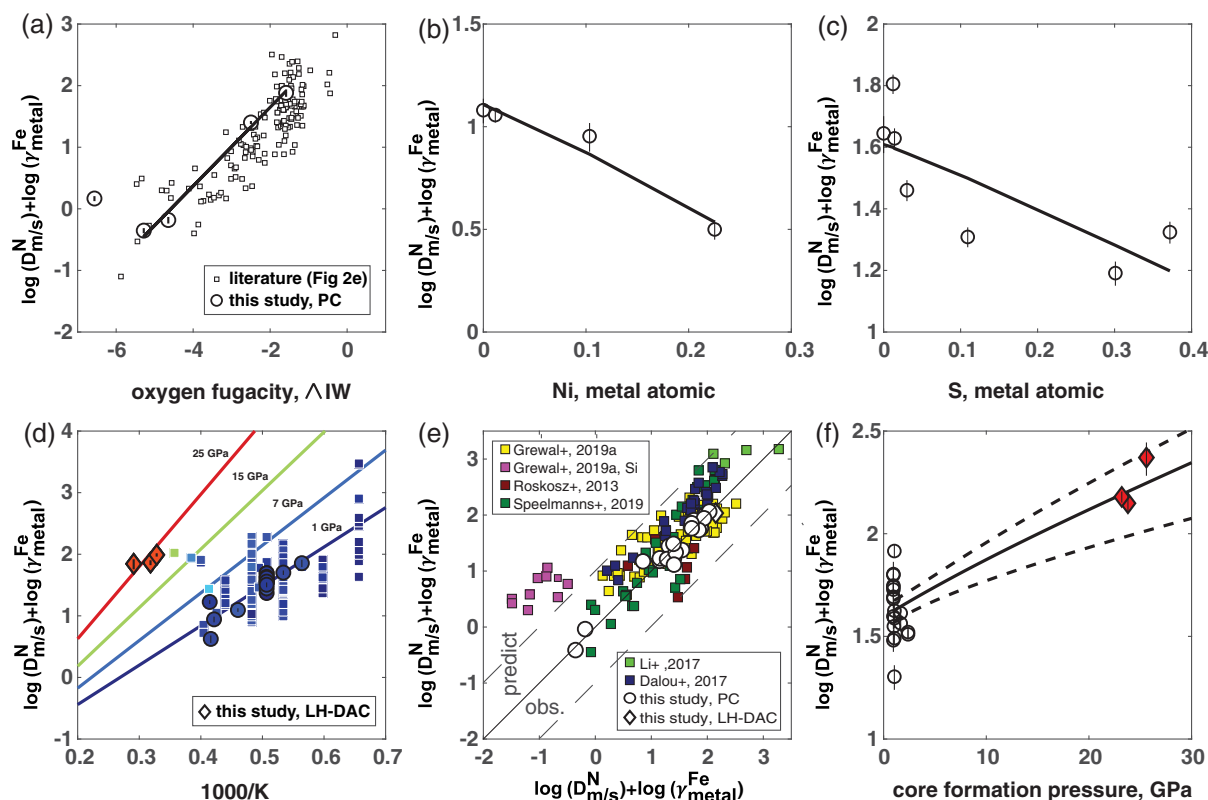 (a)
log (D^N_m/s)+log (γ^Fe_metal)
3
2
1
0
-1
-2
-6
-4
-2
0
literature (Fig 2e)
this study, PC
oxygen fugacity, △IW
(b)
log (D^N_m/s)+log (γ^Fe_metal)
1.5
1
0.5
0
0
0.1
0.2
0.3
Ni, metal atomic
(c)
log (D^N_m/s)+log (γ^Fe_metal)
2
1.8
1.6
1.4
1.2
1
0
0.1
0.2
0.3
0.4
S, metal atomic
(d)
log (D^N_m/s)+log (γ^Fe_metal)
4
3
2
1
0
-1
0.2
0.3
0.4
0.5
0.6
0.7
25 GPa
15 GPa
7 GPa
1 GPa
this study, LH-DAC
1000/K
(e)
log (D^N_m/s)+log (γ^Fe_metal)
4
3
2
1
0
-1
-2
-2
-1
0
1
2
3
Grewal+, 2019a
Grewal+, 2019a, Si
Roskosz+, 2013
Speelmanns+, 2019
predict
obs.
Li+ ,2017
Dalou+, 2017
this study, PC
this study, LH-DAC
log (D^N_m/s)+log (γ^Fe_metal)
(f)
log (D^N_m/s)+log (γ^Fe_metal)
2.5
2
1.5
1
0
10
20
30
core formation pressure, GPa